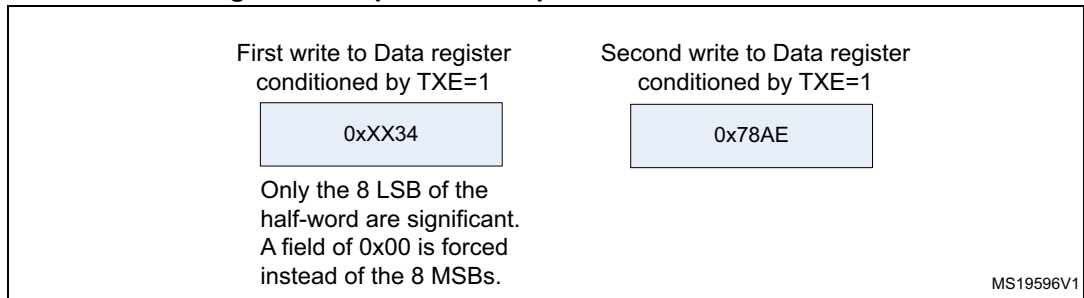 First write to Data register
conditioned by TXE=1
0xXX34
Only the 8 LSB of the
half-word are significant.
A field of 0x00 is forced
instead of the 8 MSBs.
Second write to Data register
conditioned by TXE=1
0x78AE
MS19596V1